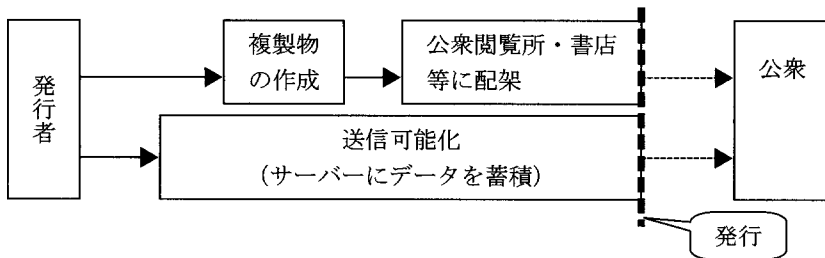 発行者
複製物
の作成
公衆閲覧所・書店
等に配架
公衆
送信可能化
（サーバーにデータを蓄積）
発行